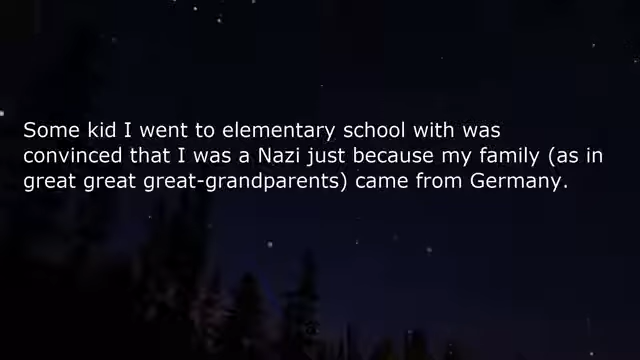 Some kid I went to elementary school with was
convinced that I was a Nazi just because my family (as in
great great great-grandparents) came from Germany.